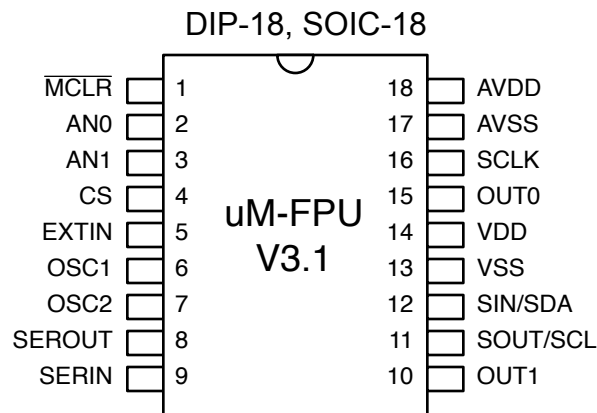 DIP-18, SOIC-18
MCLR 1 18 AVDD
AN0 2 17 AVSS
AN1 3 16 SCLK
CS 4 15 OUT0
EXTIN 5 14 VDD
OSC1 6 13 VSS
OSC2 7 12 SIN/SDA
SEROUT 8 11 SOUT/SCL
SERIN 9 10 OUT1
uM-FPU
V3.1